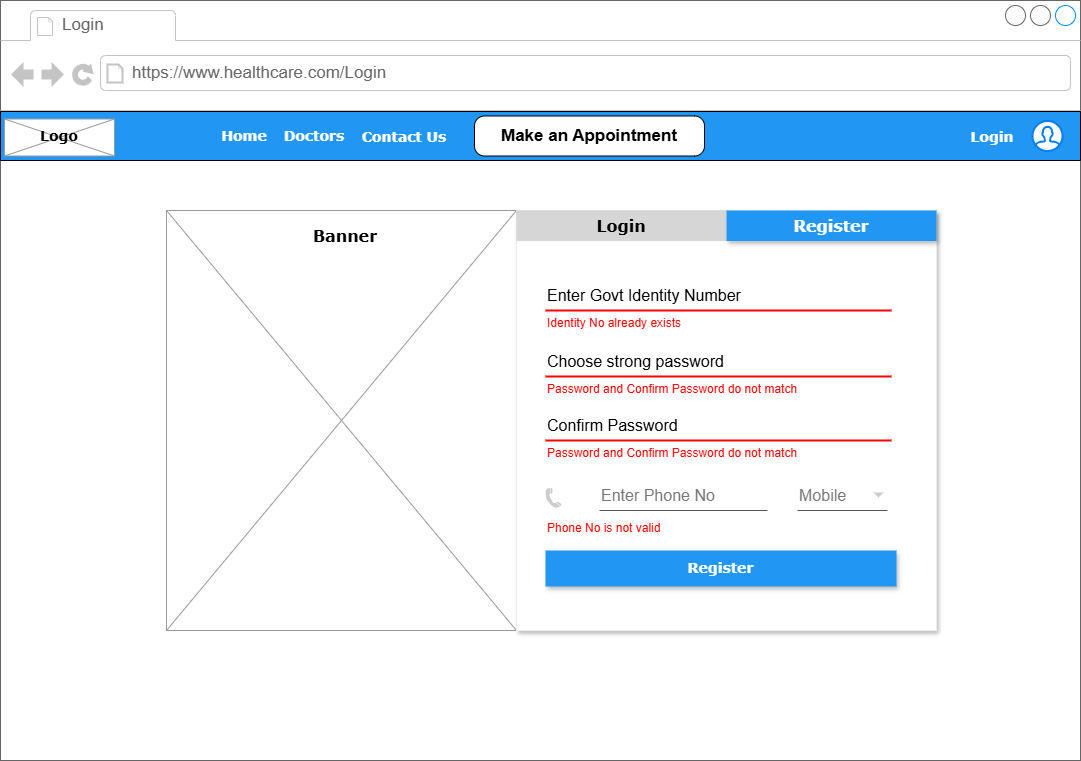 Login
https://www.healthcare.com/Login
Logo
Home Doctors Contact Us Make an Appointment Login
Banner
Login Register
Enter Govt Identity Number
Identity No already exists
Choose strong password
Password and Confirm Password do not match
Confirm Password
Password and Confirm Password do not match
Enter Phone No Mobile
Phone No is not valid
Register